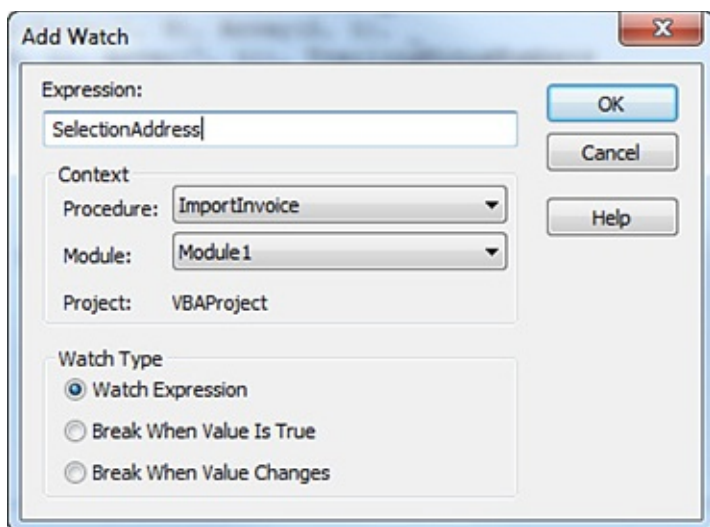 Add Watch
Expression:
SelectionAddress
OK
Cancel
Help
Context
Procedure: ImportInvoice
Module: Module1
Project: VBAProject
Watch Type
Watch Expression
Break When Value Is True
Break When Value Changes